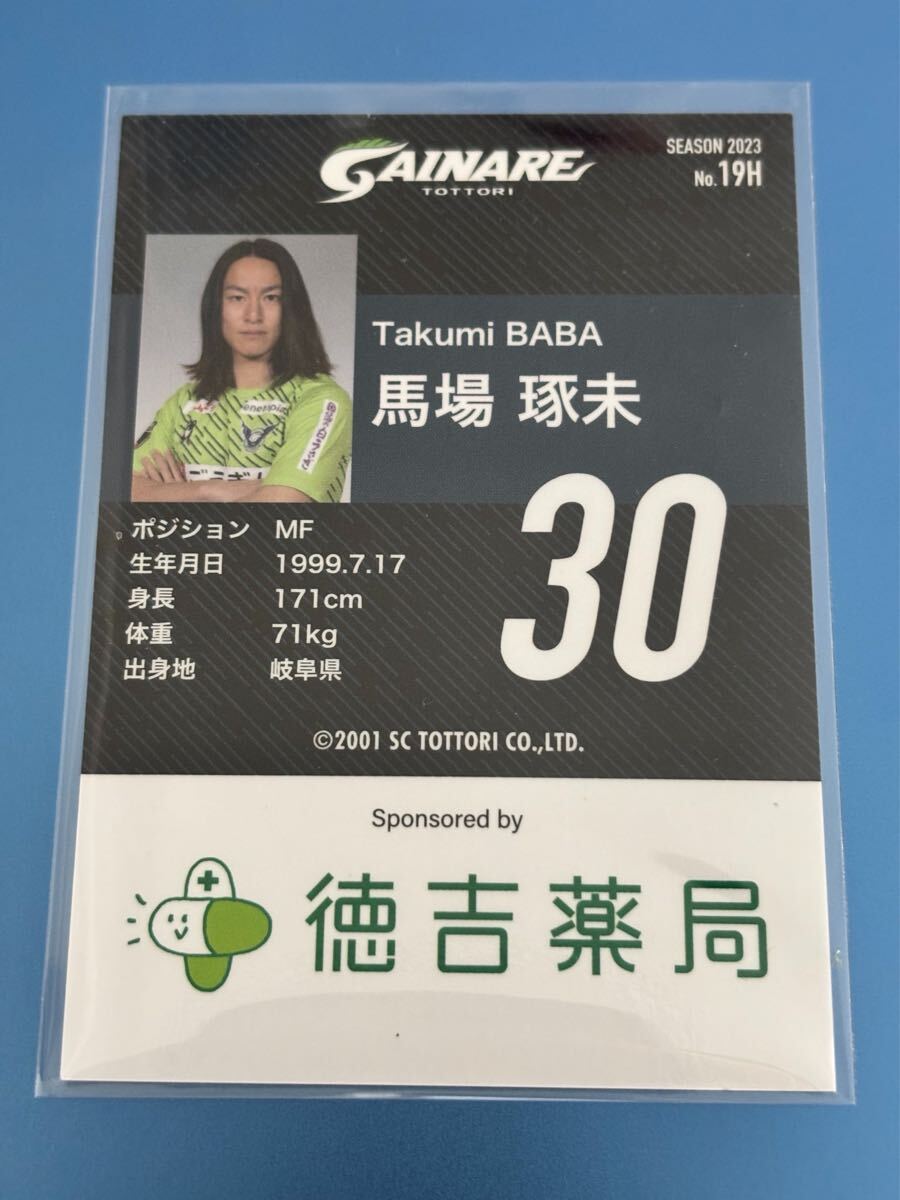 GAINARE
TOTTORI
SEASON 2023
No.19H
Takumi BABA
馬場 琢未
enetopia
30
ポジション MF
生年月日 1999.7.17
身長 171cm
体重 71kg
出身地 岐阜県
©2001 SC TOTTORI CO.,LTD.
Sponsored by
徳吉薬局